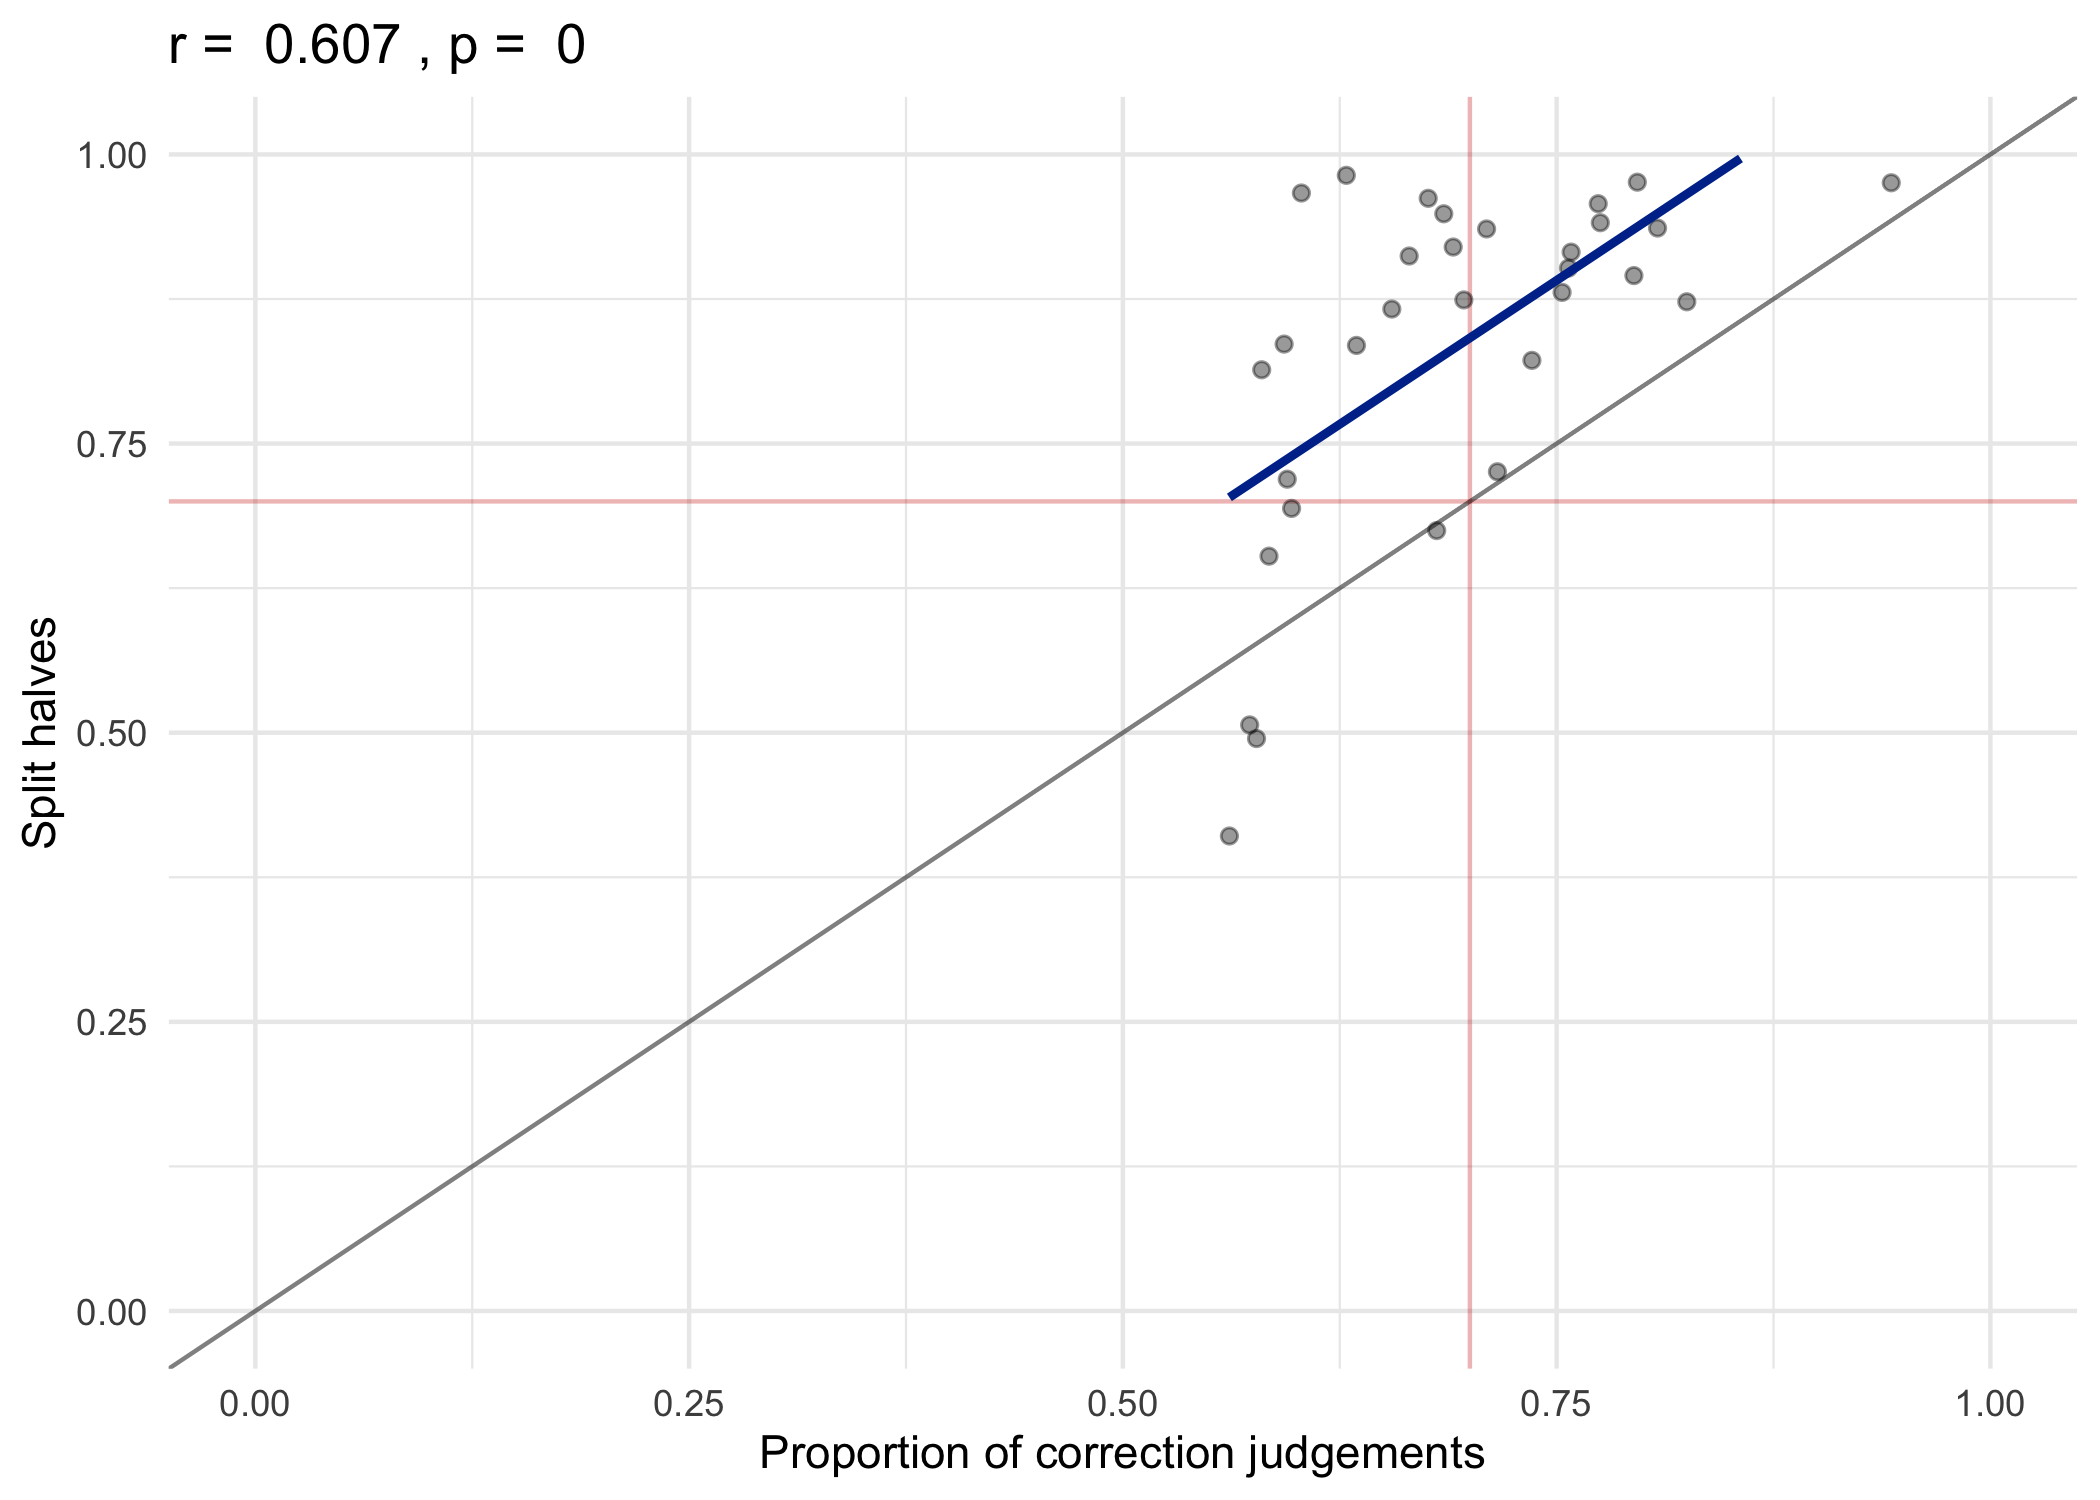 r =  0.607 , p =  0
1.00
0.75
0.50
0.25
0.00
Split halves
0.00 0.25 0.50 0.75 1.00
Proportion of correction judgements